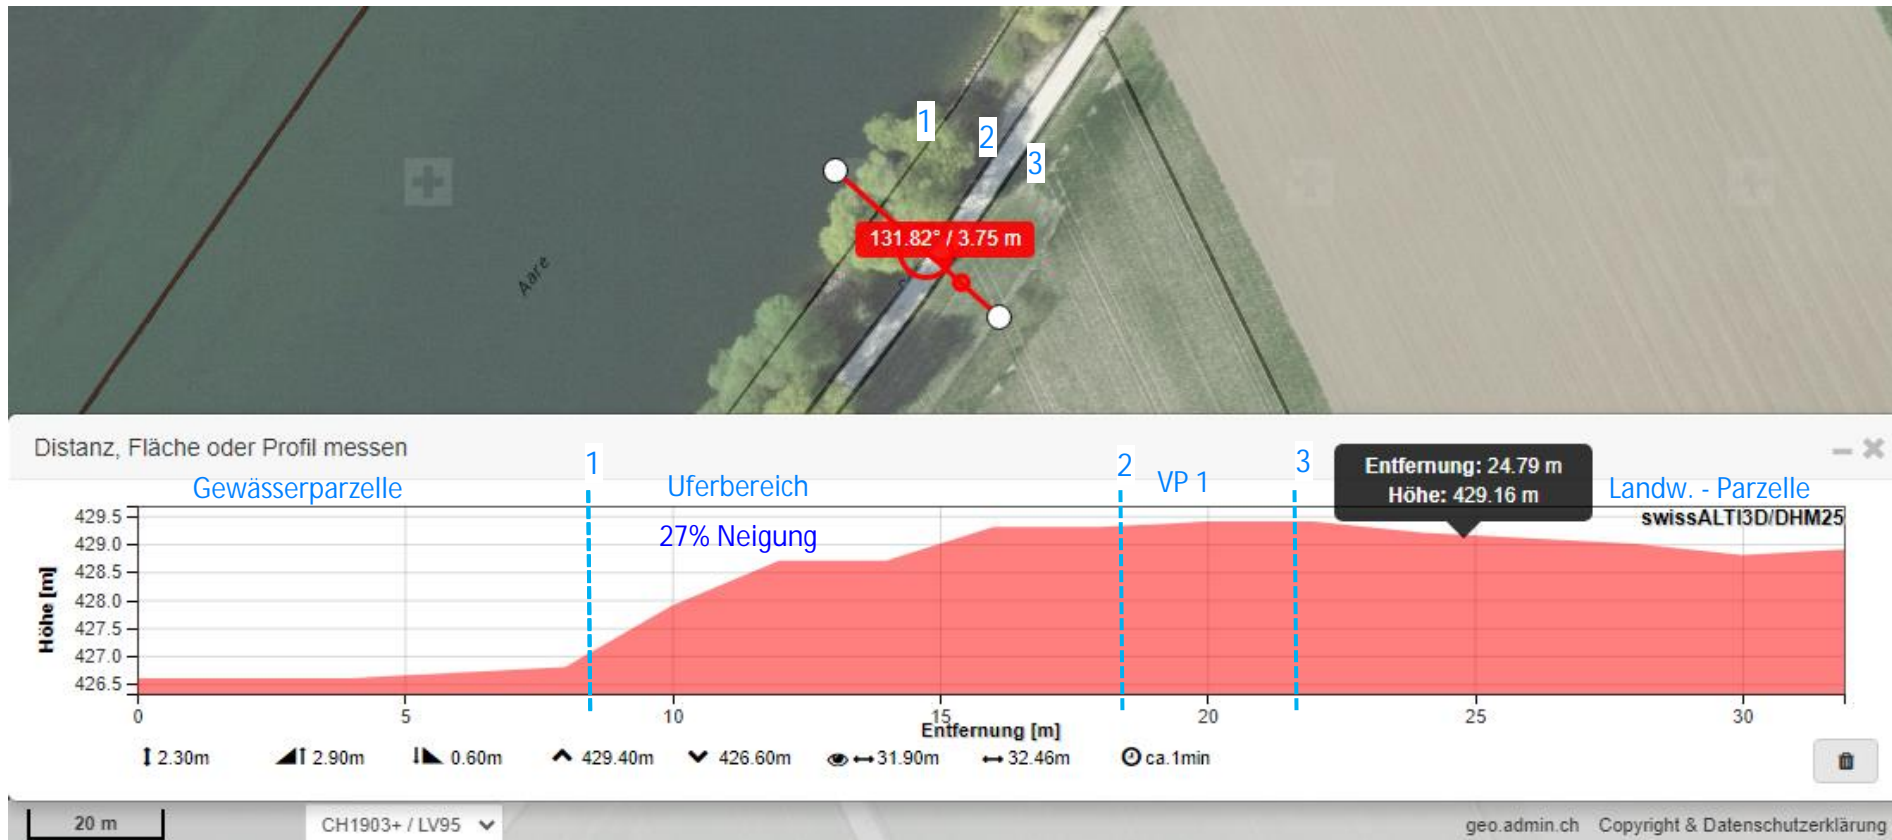 1
2
3
131.82° / 3.75 m
Aare
Distanz, Fläche oder Profil messen
1
2
VP 1
3
Entfernung: 24.79 m
Höhe: 429.16 m
Gewässerparzelle
Uferbereich
Landw. - Parzelle
27% Neigung
swissALTI3D/DHM25
Höhe [m]
429.5
429.0
428.5
428.0
427.5
427.0
426.5
0 5 10 15 20 25 30
Entfernung [m]
2.30m 2.90m 0.60m 429.40m 426.60m 31.90m 32.46m ca.1min
20 m
CH1903+ / LV95
geo.admin.ch Copyright & Datenschutzerklärung